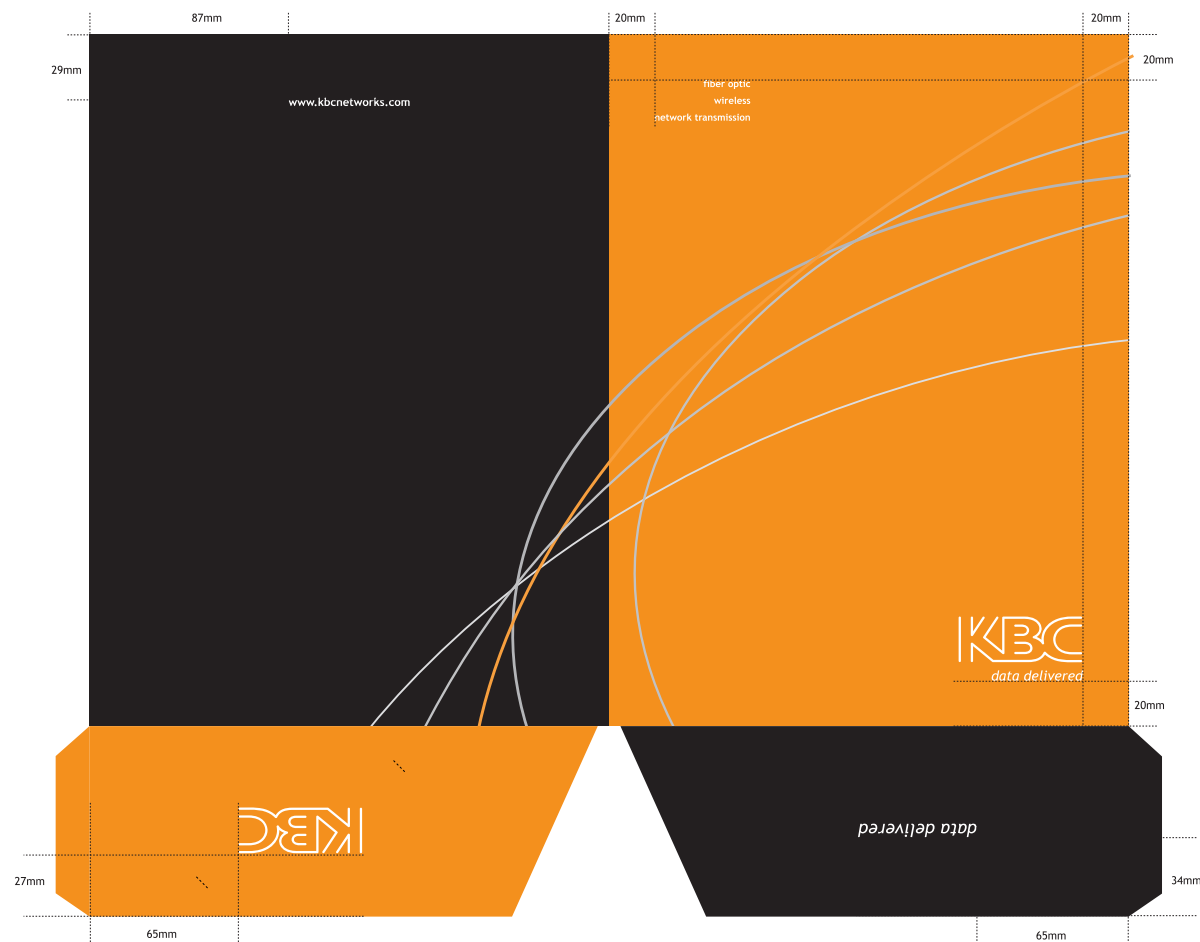 87mm
20mm
20mm
29mm
20mm
www.kbcnetworks.com
fiber optic
wireless
network transmission
KBC
data delivered
20mm
KBC
data delivered
27mm
34mm
65mm
65mm